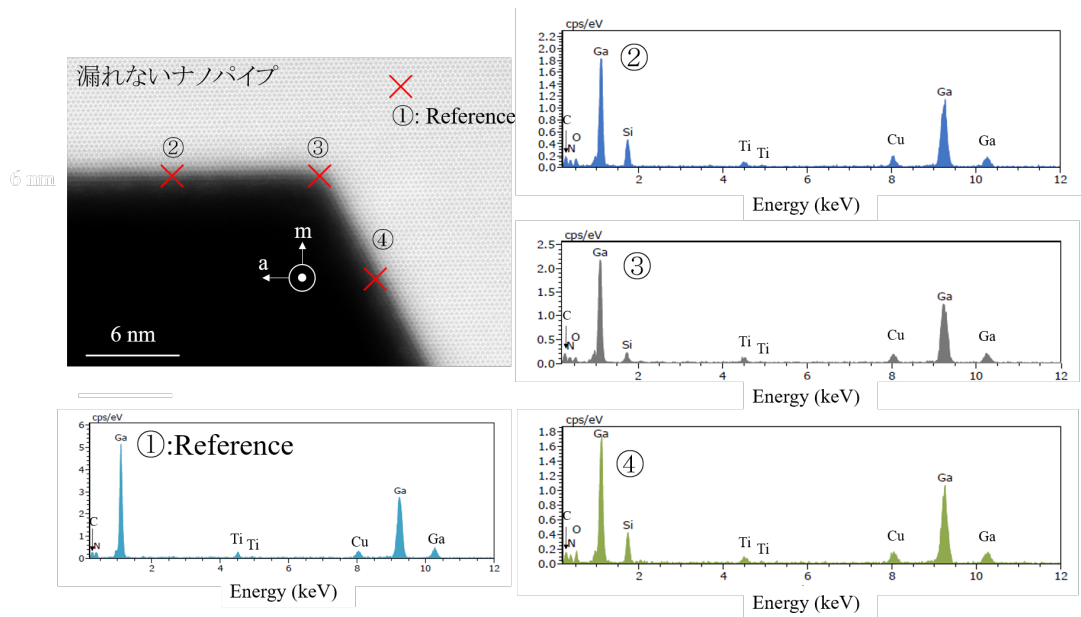 漏れないナノパイプ
①: Reference
②
③
④
6 nm
m
a
6 nm
cps/eV
②
2.2
2.0
1.8
1.6
1.4
1.2
1.0
0.8
0.6
0.4
0.2
0.0
Ga
C
O
N
Si
Ti
Ti
Cu
Ga
Ga
2 4 6 8 10 12
Energy (keV)
cps/eV
③
2.5
2.0
1.5
1.0
0.5
0.0
Ga
C
O
N
Si
Ti
Ti
Cu
Ga
Ga
2 4 6 8 10 12
Energy (keV)
cps/eV
①:Reference
6
5
4
3
2
1
0
Ga
C
N
Ti
Ti
Cu
Ga
Ga
2 4 6 8 10 12
Energy (keV)
cps/eV
④
1.8
1.6
1.4
1.2
1.0
0.8
0.6
0.4
0.2
0.0
Ga
C
O
N
Si
Ti
Ti
Cu
Ga
Ga
2 4 6 8 10 12
Energy (keV)